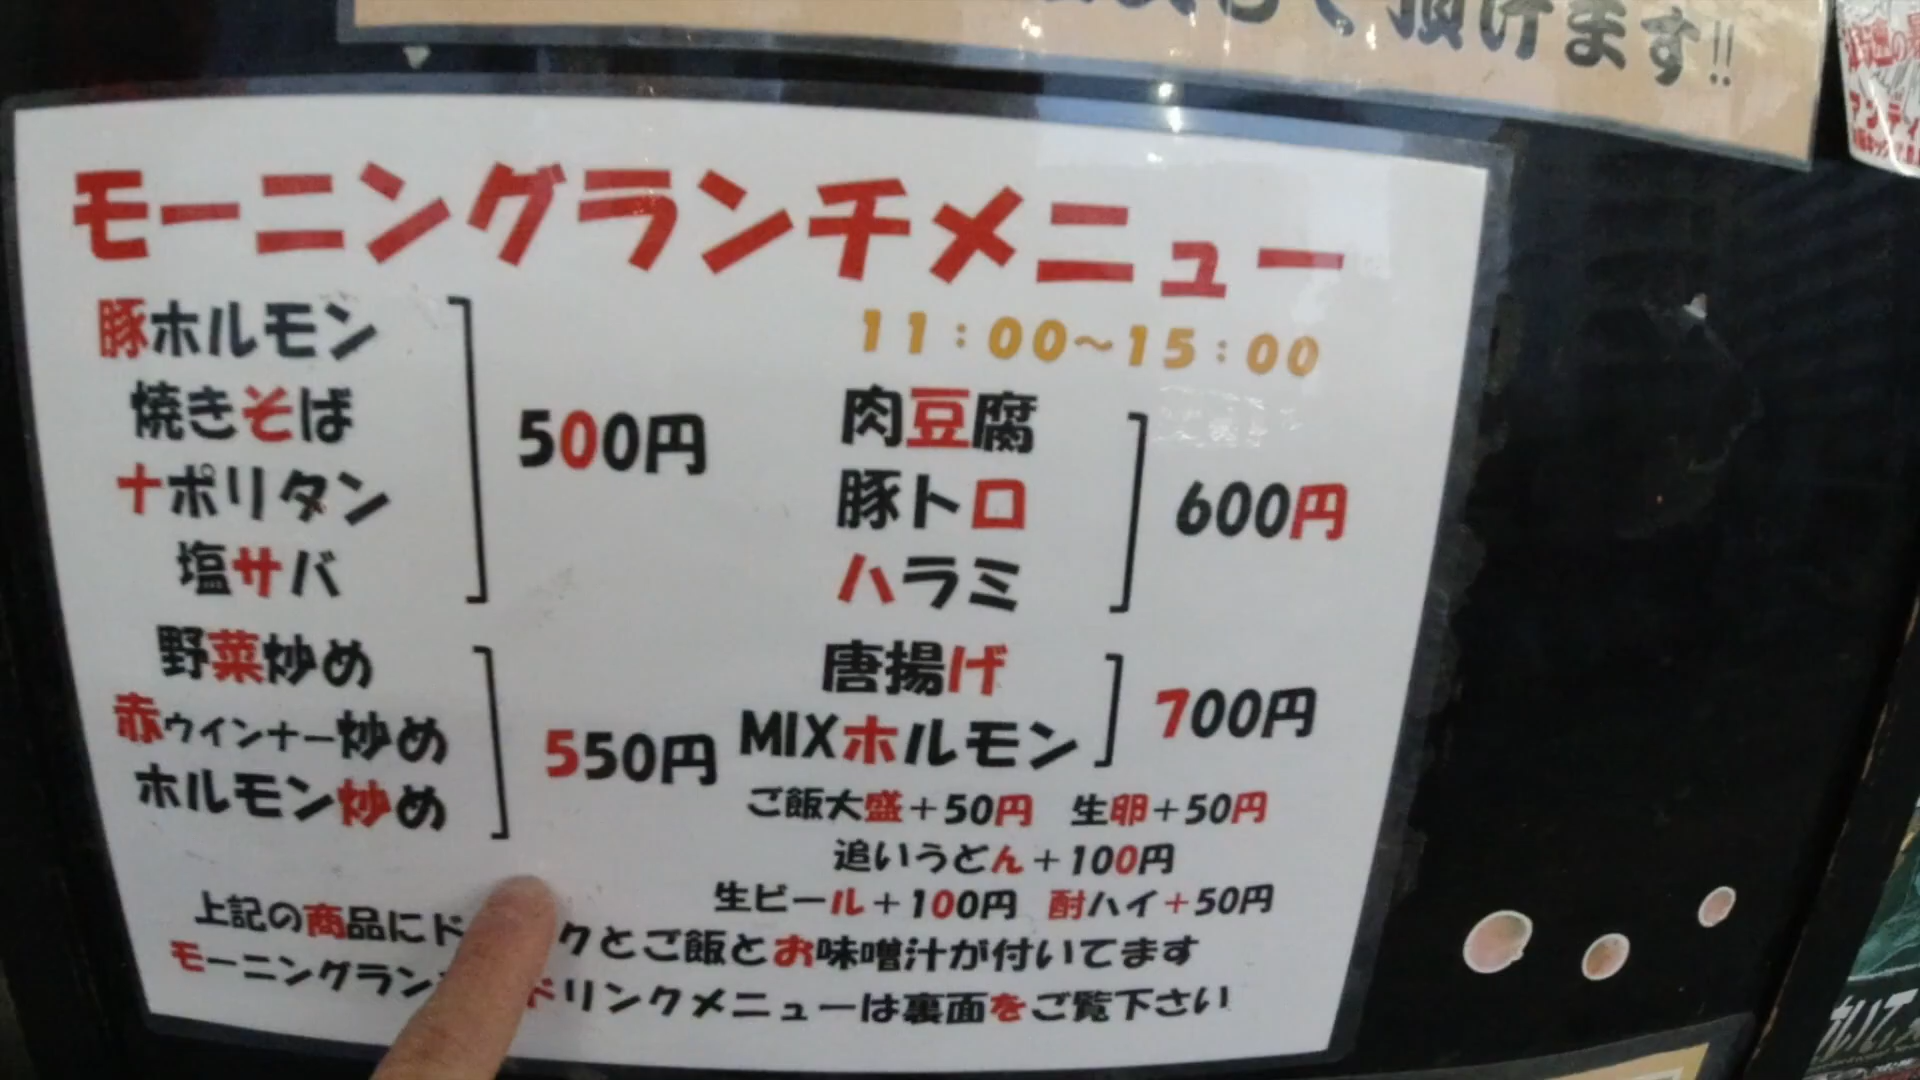 頂けます!!
モーニングランチメニュー
11:00〜15:00
豚ホルモン
焼きそば
ナポリタン
塩サバ
500円
野菜炒め
赤ウインナー炒め
ホルモン炒め
550円
肉豆腐
豚トロ
ハラミ
600円
唐揚げ
MIXホルモン
700円
ご飯大盛+50円 生卵+50円
追いうどん+100円
生ビール+100円 酎ハイ+50円
上記の商品にド クとご飯とお味噌汁が付いてます
モーニングラン ドリンクメニューは裏面をご覧下さい